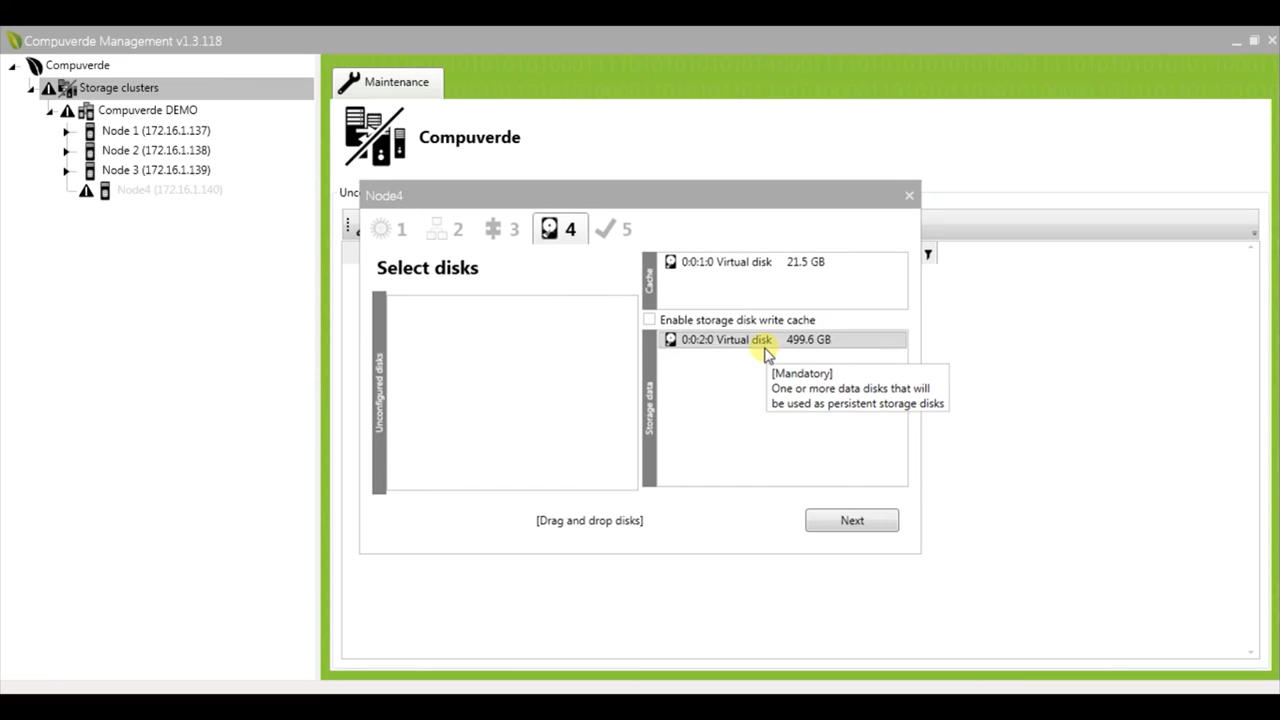 Compuverde Management v1.3.118
Compuverde
Storage clusters
Compuverde DEMO
Node 1 (172.16.1.137)
Node 2 (172.16.1.138)
Node 3 (172.16.1.139)
Node4 (172.16.1.140)
Maintenance
Compuverde
Unc
Node4
1
2
3
4
5
Select disks
Unconfigured disks
Cache
0:0:1:0 Virtual disk 21.5 GB
Enable storage disk write cache
Storage data
0:0:2:0 Virtual disk 499.6 GB
[Mandatory]
One or more data disks that will
be used as persistent storage disks
[Drag and drop disks]
Next